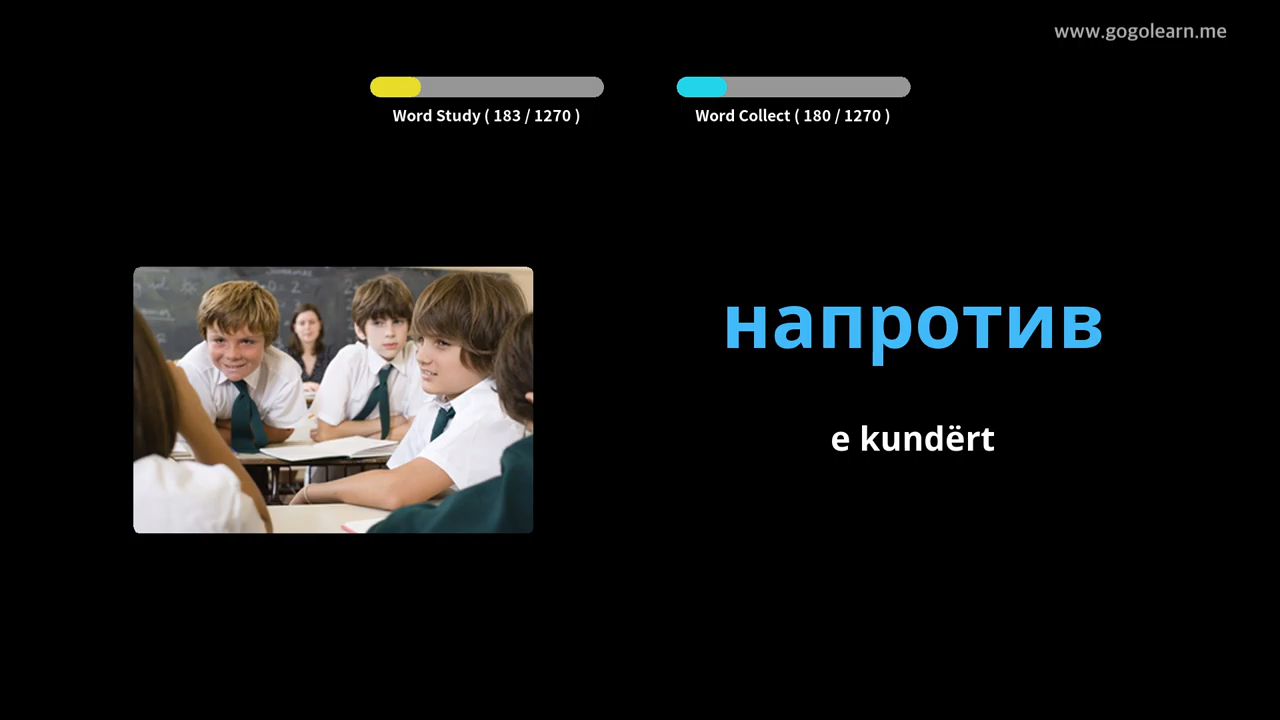 www.gogolearn.me
Word Study ( 183 / 1270 )
Word Collect ( 180 / 1270 )
напротив
e kundërt